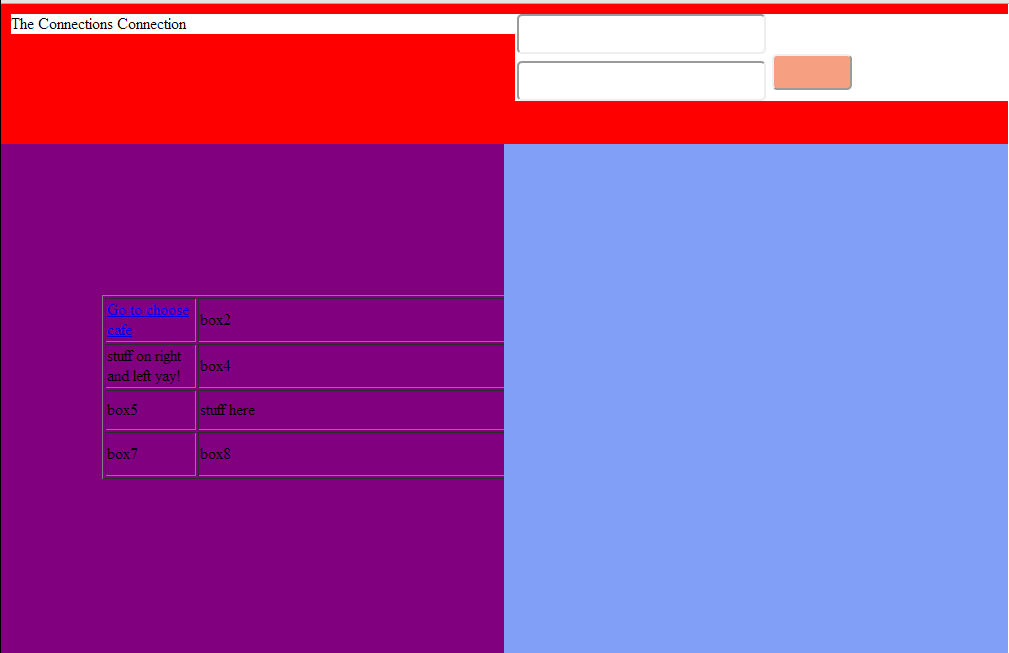 The Connections Connection
Go to choose
cafe
box2
stuff on right
and left yay!
box4
box5
stuff here
box7
box8